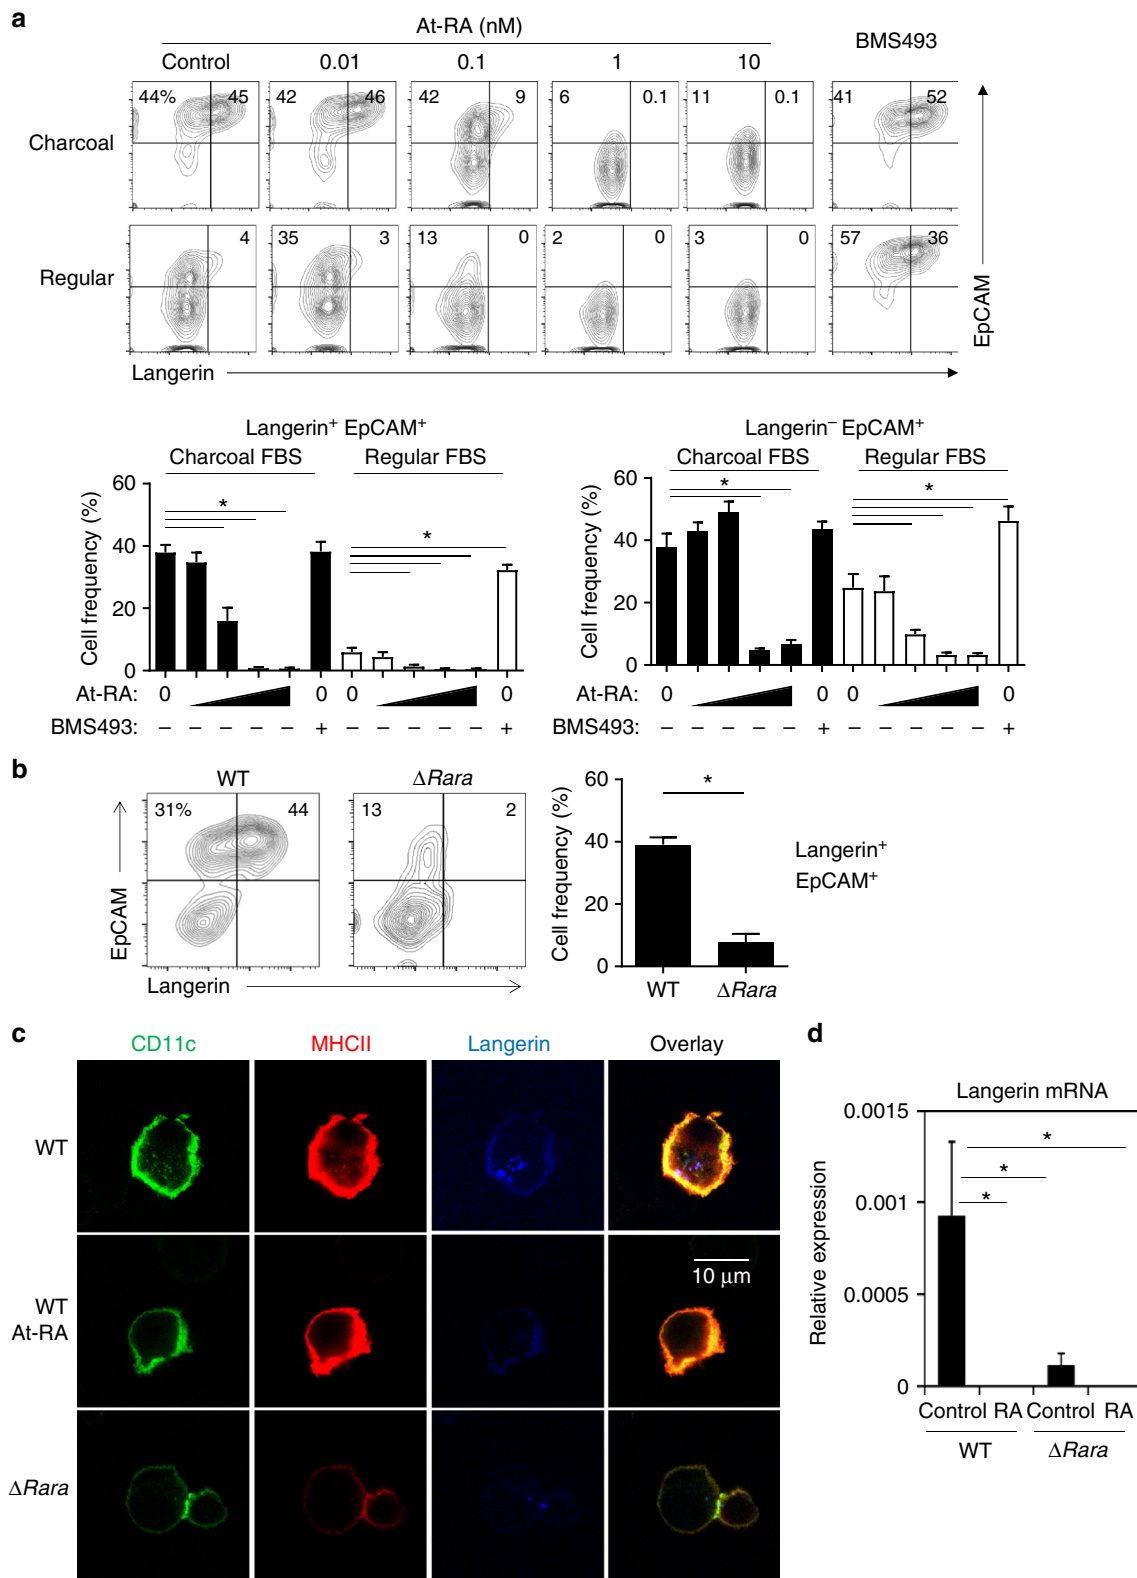 a
At-RA (nM)
BMS493
Control 0.01 0.1 1 10
44% 45 42 46 42 9 6 0.1 11 0.1 41 52
Charcoal
4 35 3 13 0 2 0 3 0 57 36
Regular
EpCAM
Langerin
Langerin+ EpCAM+
Charcoal FBS Regular FBS
Cell frequency (%)
60
40
20
0
*
*
At-RA: 0 0 0 0
BMS493: – – – – – + – – – – – +
Langerin– EpCAM+
Charcoal FBS Regular FBS
Cell frequency (%)
60
40
20
0
*
*
At-RA: 0 0 0 0
BMS493: – – – – – + – – – – – +
b
WT ΔRara
31% 44 13 2
EpCAM
Langerin
Cell frequency (%)
60
40
20
0
*
WT ΔRara
Langerin+
EpCAM+
c
CD11c MHCII Langerin Overlay
WT
WT
At-RA
10 μm
ΔRara
d
Langerin mRNA
Relative expression
0.0015
0.001
0.0005
0
*
*
*
Control RA Control RA
WT ΔRara